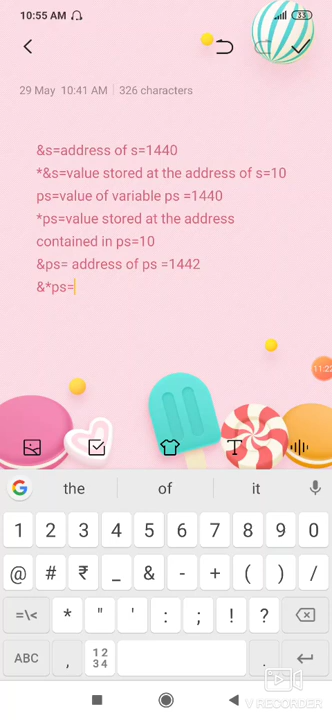 10:55 AM
33
29 May 10:41 AM | 326 characters
&s=address of s=1440
*&s=value stored at the address of s=10
ps=value of variable ps =1440
*ps=value stored at the address
contained in ps=10
&ps= address of ps =1442
&*ps=
11:22
T
G the of it
1 2 3 4 5 6 7 8 9 0
@ # ₹ _ & - + ( ) /
=\< * " ' : ; ! ?
ABC , 12 34 .
V RECORDER